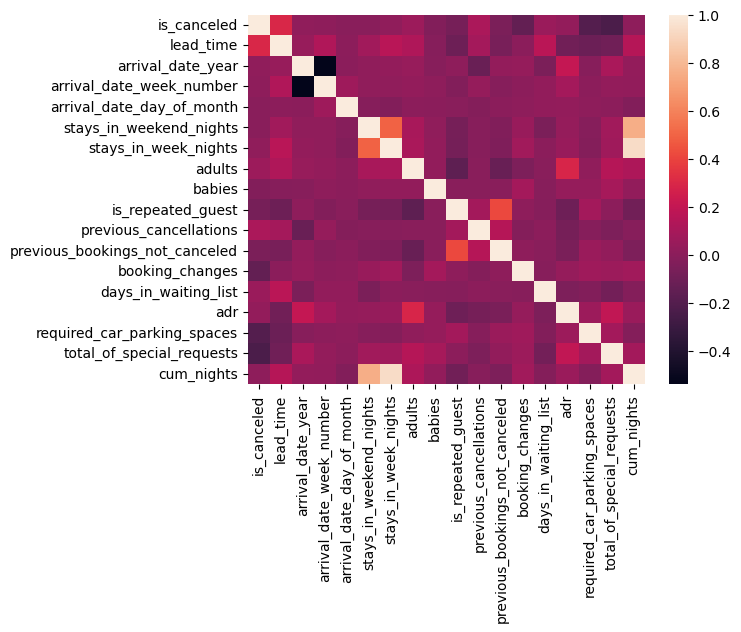 is_canceled
lead_time
arrival_date_year
arrival_date_week_number
arrival_date_day_of_month
stays_in_weekend_nights
stays_in_week_nights
adults
babies
is_repeated_guest
previous_cancellations
previous_bookings_not_canceled
booking_changes
days_in_waiting_list
adr
required_car_parking_spaces
total_of_special_requests
cum_nights
is_canceled
lead_time
arrival_date_year
arrival_date_week_number
arrival_date_day_of_month
stays_in_weekend_nights
stays_in_week_nights
adults
babies
is_repeated_guest
previous_cancellations
previous_bookings_not_canceled
booking_changes
days_in_waiting_list
adr
required_car_parking_spaces
total_of_special_requests
cum_nights
1.0
0.8
0.6
0.4
0.2
0.0
−0.2
−0.4